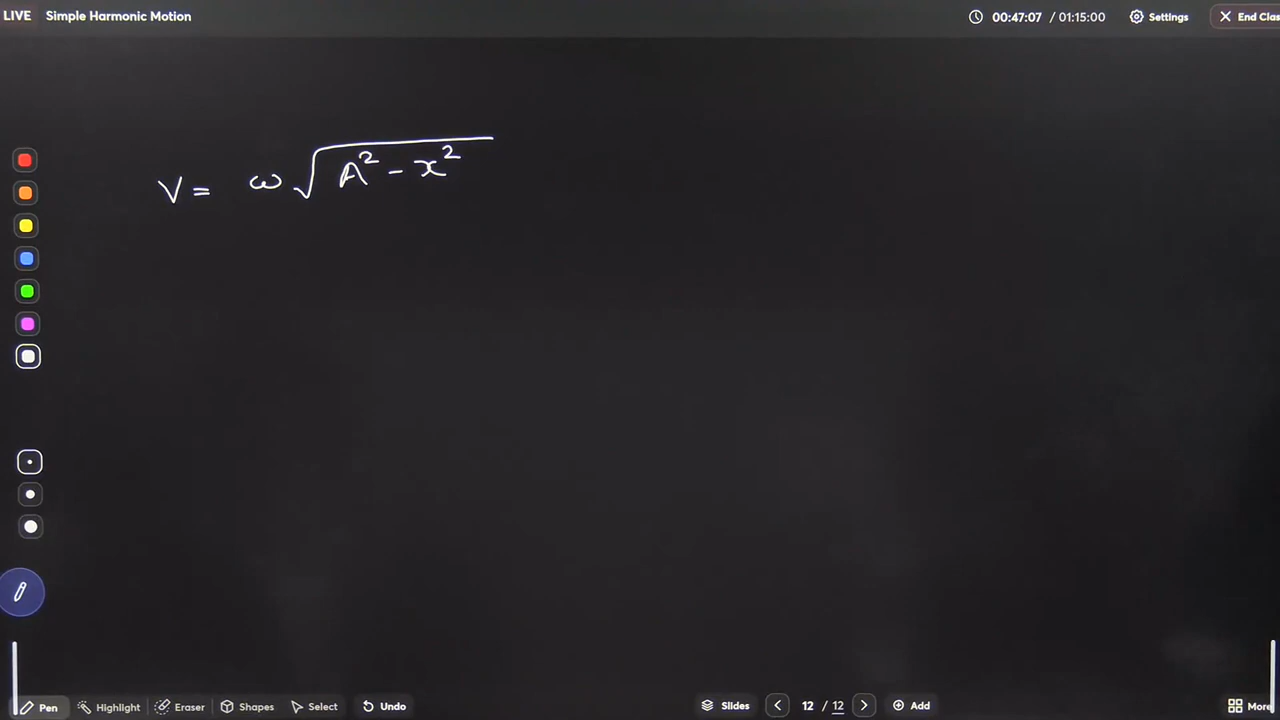 LIVE Simple Harmonic Motion 00:47:07 / 01:15:00 Settings End Clas
V = ω √(A² - x²)
Pen Highlight Eraser Shapes Select Undo Slides 12 / 12 Add More